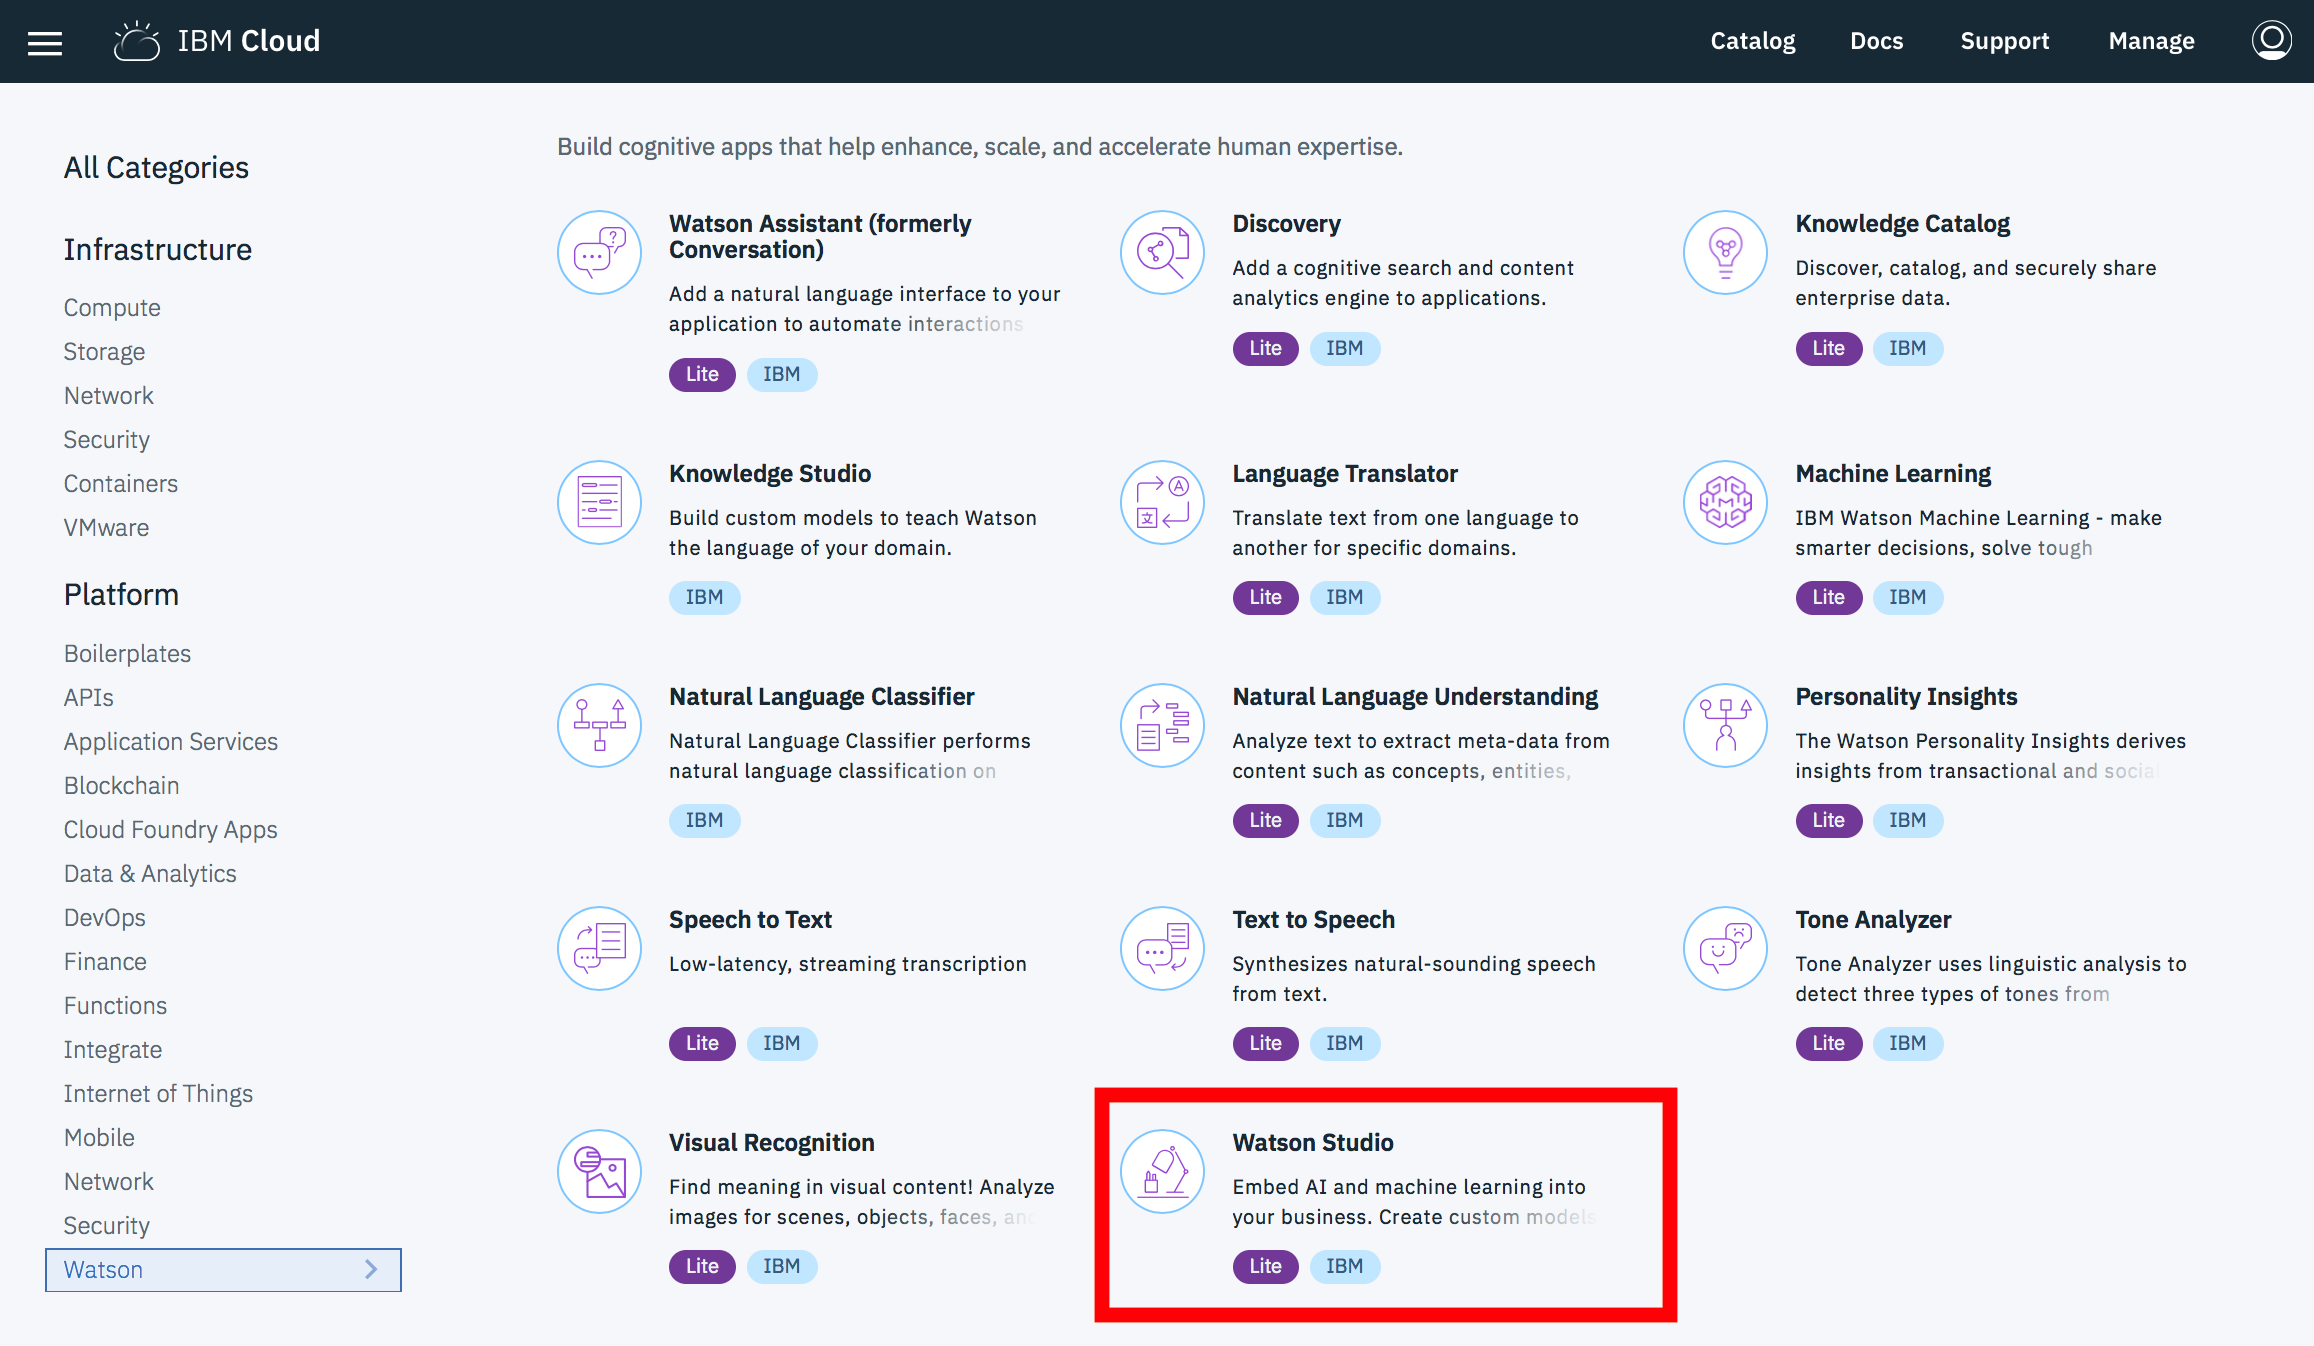 IBM Cloud
Catalog
Docs
Support
Manage
All Categories
Infrastructure
Compute
Storage
Network
Security
Containers
VMware
Platform
Boilerplates
APIs
Application Services
Blockchain
Cloud Foundry Apps
Data & Analytics
DevOps
Finance
Functions
Integrate
Internet of Things
Mobile
Network
Security
Watson
Build cognitive apps that help enhance, scale, and accelerate human expertise.
Watson Assistant (formerly
Conversation)
Add a natural language interface to your
application to automate interactions
Lite
IBM
Discovery
Add a cognitive search and content
analytics engine to applications.
Lite
IBM
Knowledge Catalog
Discover, catalog, and securely share
enterprise data.
Lite
IBM
Knowledge Studio
Build custom models to teach Watson
the language of your domain.
IBM
Language Translator
Translate text from one language to
another for specific domains.
Lite
IBM
Machine Learning
IBM Watson Machine Learning - make
smarter decisions, solve tough
Lite
IBM
Natural Language Classifier
Natural Language Classifier performs
natural language classification on
IBM
Natural Language Understanding
Analyze text to extract meta-data from
content such as concepts, entities,
Lite
IBM
Personality Insights
The Watson Personality Insights derives
insights from transactional and social
Lite
IBM
Speech to Text
Low-latency, streaming transcription
Lite
IBM
Text to Speech
Synthesizes natural-sounding speech
from text.
Lite
IBM
Tone Analyzer
Tone Analyzer uses linguistic analysis to
detect three types of tones from
Lite
IBM
Visual Recognition
Find meaning in visual content! Analyze
images for scenes, objects, faces, and
Lite
IBM
Watson Studio
Embed AI and machine learning into
your business. Create custom models
Lite
IBM